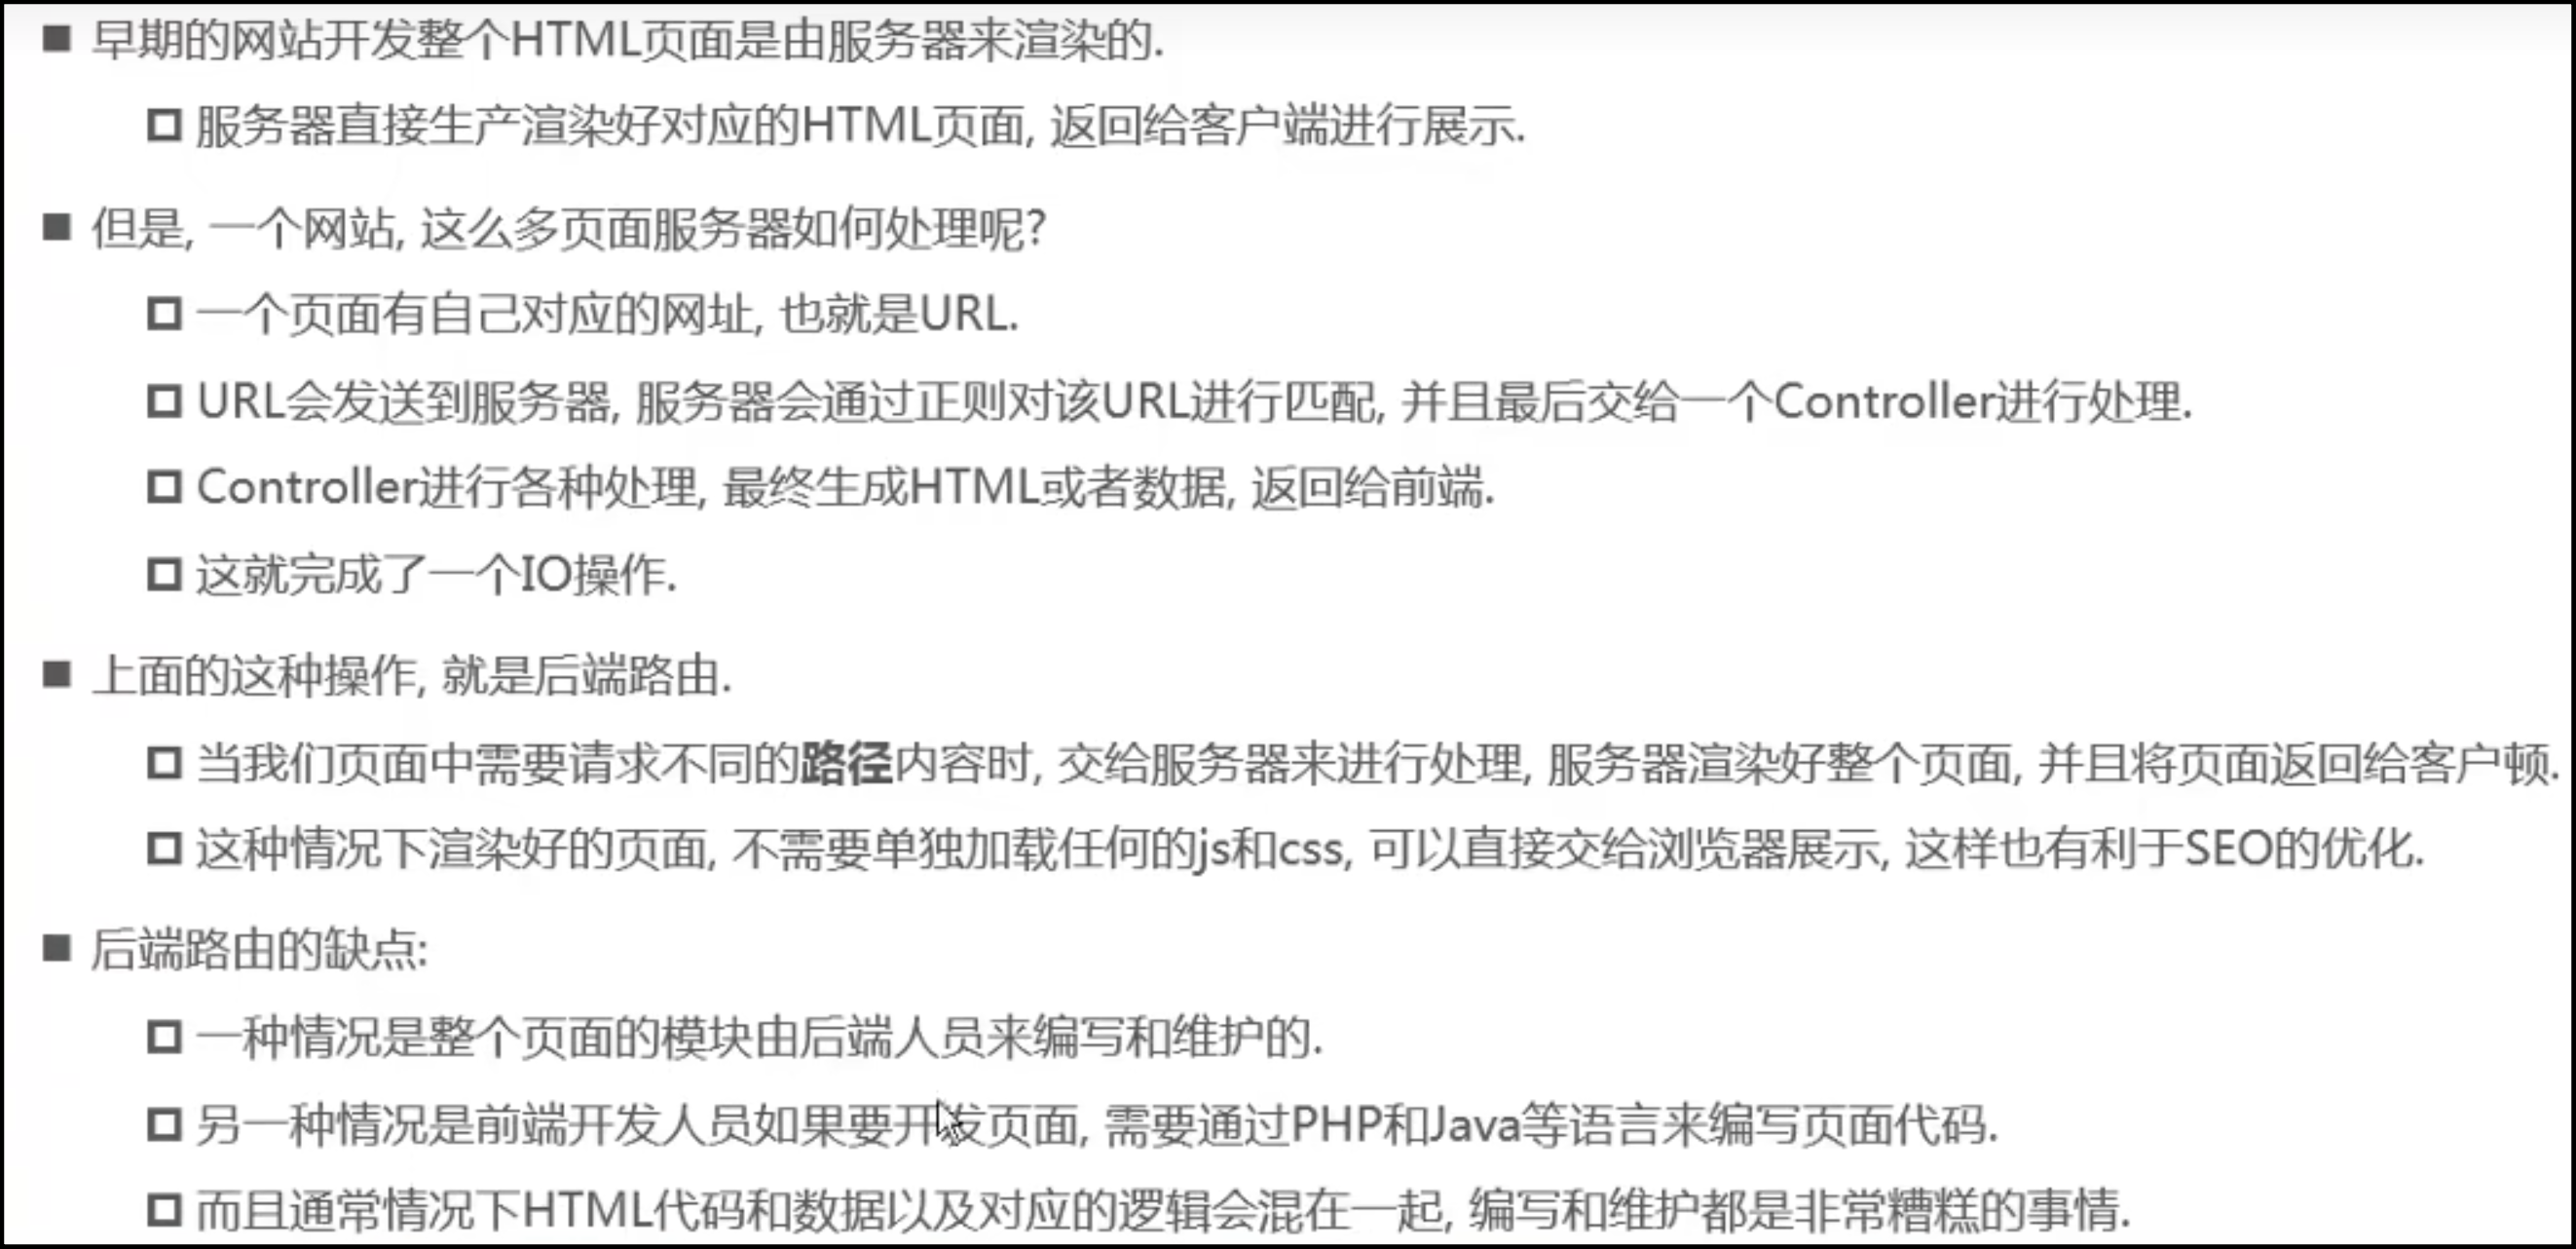 ■ 早期的网站开发整个HTML页面是由服务器来渲染的.
□ 服务器直接生产渲染好对应的HTML页面, 返回给客户端进行展示.
■ 但是, 一个网站, 这么多页面服务器如何处理呢?
□ 一个页面有自己对应的网址, 也就是URL.
□ URL会发送到服务器, 服务器会通过正则对该URL进行匹配, 并且最后交给一个Controller进行处理.
□ Controller进行各种处理, 最终生成HTML或者数据, 返回给前端.
□ 这就完成了一个IO操作.
■ 上面的这种操作, 就是后端路由.
□ 当我们页面中需要请求不同的路径内容时, 交给服务器来进行处理, 服务器渲染好整个页面, 并且将页面返回给客户顿.
□ 这种情况下渲染好的页面, 不需要单独加载任何的js和css, 可以直接交给浏览器展示, 这样也有利于SEO的优化.
■ 后端路由的缺点:
□ 一种情况是整个页面的模块由后端人员来编写和维护的.
□ 另一种情况是前端开发人员如果要开发页面, 需要通过PHP和Java等语言来编写页面代码.
□ 而且通常情况下HTML代码和数据以及对应的逻辑会混在一起, 编写和维护都是非常糟糕的事情.